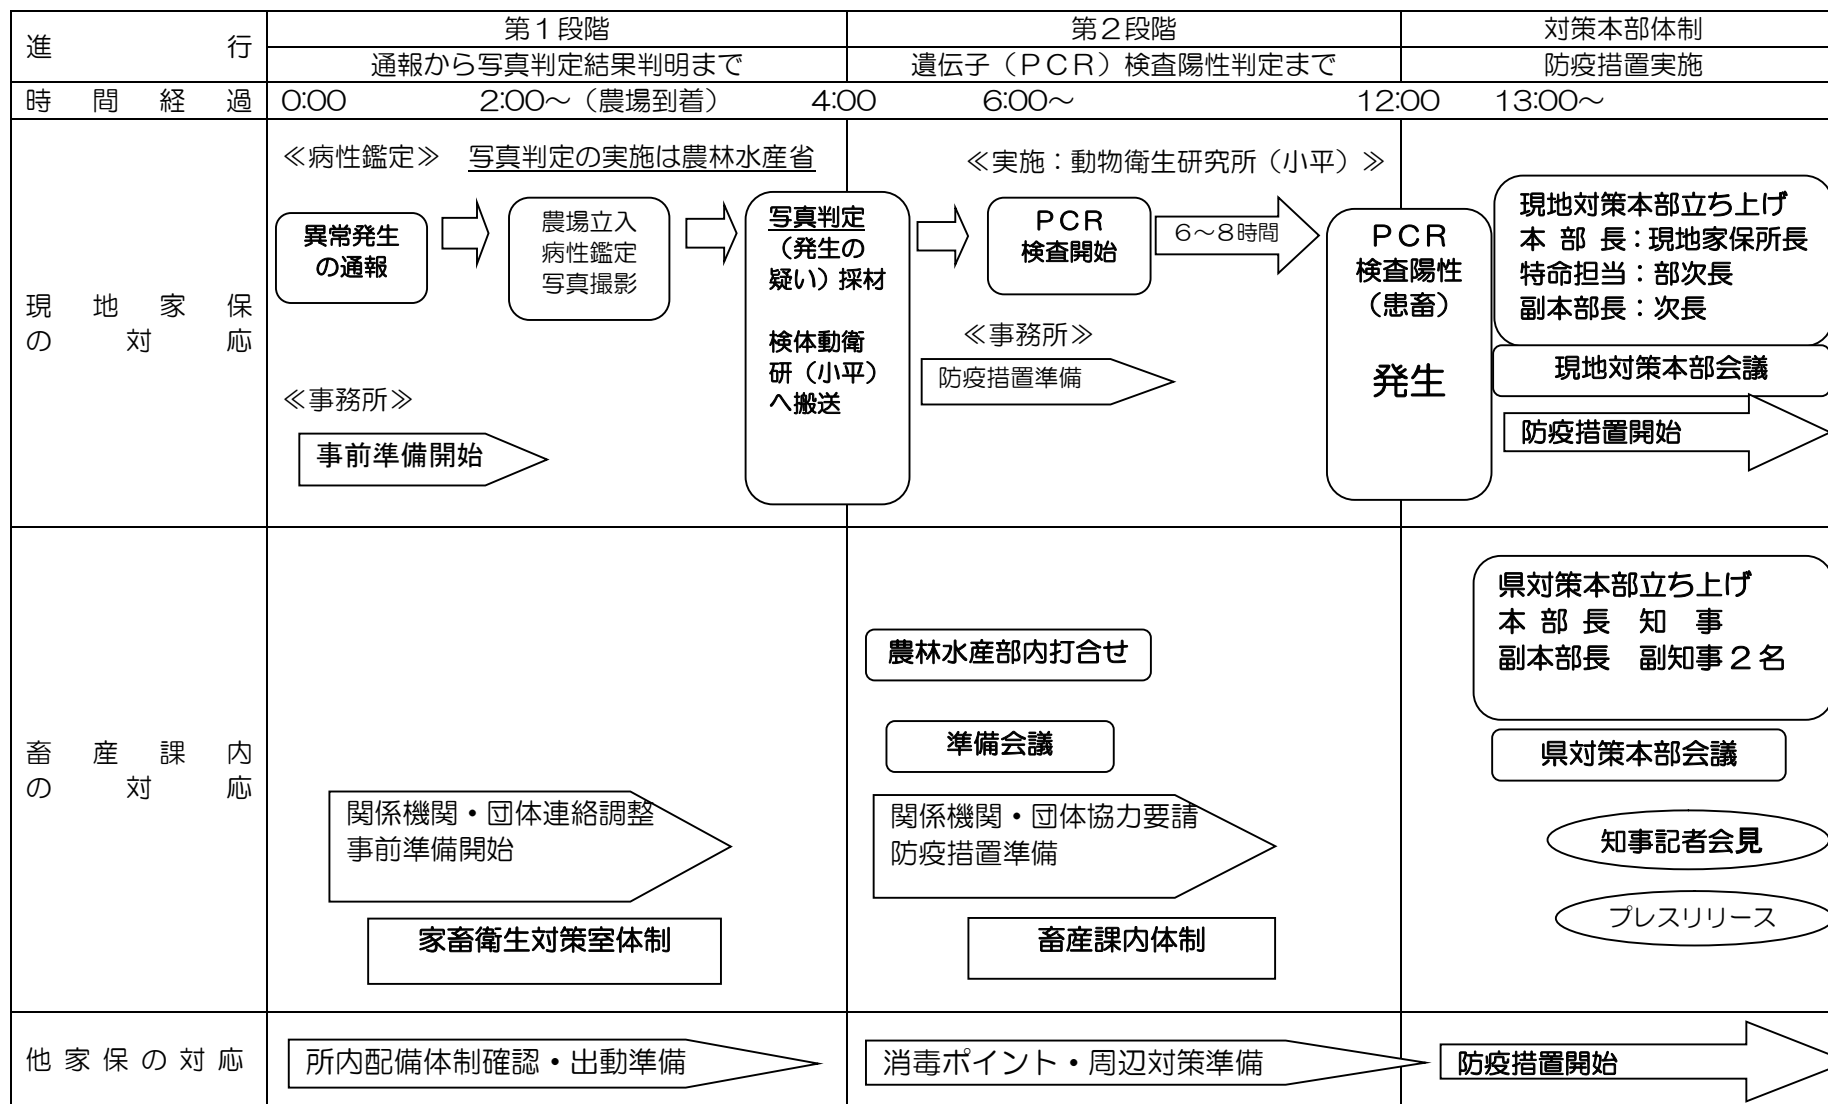 進行
第１段階
第２段階
対策本部体制
通報から写真判定結果判明まで
遺伝子（ＰＣＲ）検査陽性判定まで
防疫措置実施
時間経過
0:00
2:00～（農場到着）
4:00
6:00～
12:00
13:00～
現地家保
の対応
≪病性鑑定≫
写真判定の実施は農林水産省
≪実施：動物衛生研究所（小平）≫
異常発生
の通報
農場立入
病性鑑定
写真撮影
写真判定
（発生の
疑い）採材
検体動衛
研（小平）
へ搬送
ＰＣＲ
検査開始
６～８時間
ＰＣＲ
検査陽性
（患畜）
発生
現地対策本部立ち上げ
本 部 長：現地家保所長
特命担当：部次長
副本部長：次長
現地対策本部会議
防疫措置開始
≪事務所≫
防疫措置準備
≪事務所≫
事前準備開始
畜産課内
の対応
農林水産部内打合せ
準備会議
関係機関・団体連絡調整
事前準備開始
関係機関・団体協力要請
防疫措置準備
家畜衛生対策室体制
畜産課内体制
県対策本部立ち上げ
本 部 長　知　事
副本部長　副知事２名
県対策本部会議
知事記者会見
プレスリリース
他家保の対応
所内配備体制確認・出動準備
消毒ポイント・周辺対策準備
防疫措置開始